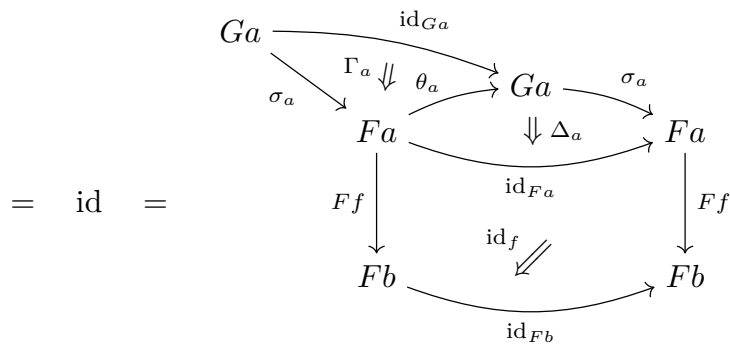 Ga id_{Ga}
Γ_a ⇓ θ_a Ga σ_a
σ_a
Fa ⇓ Δ_a Fa
id_{Fa}
= id = Ff Ff
id_f
Fb Fb
id_{Fb}